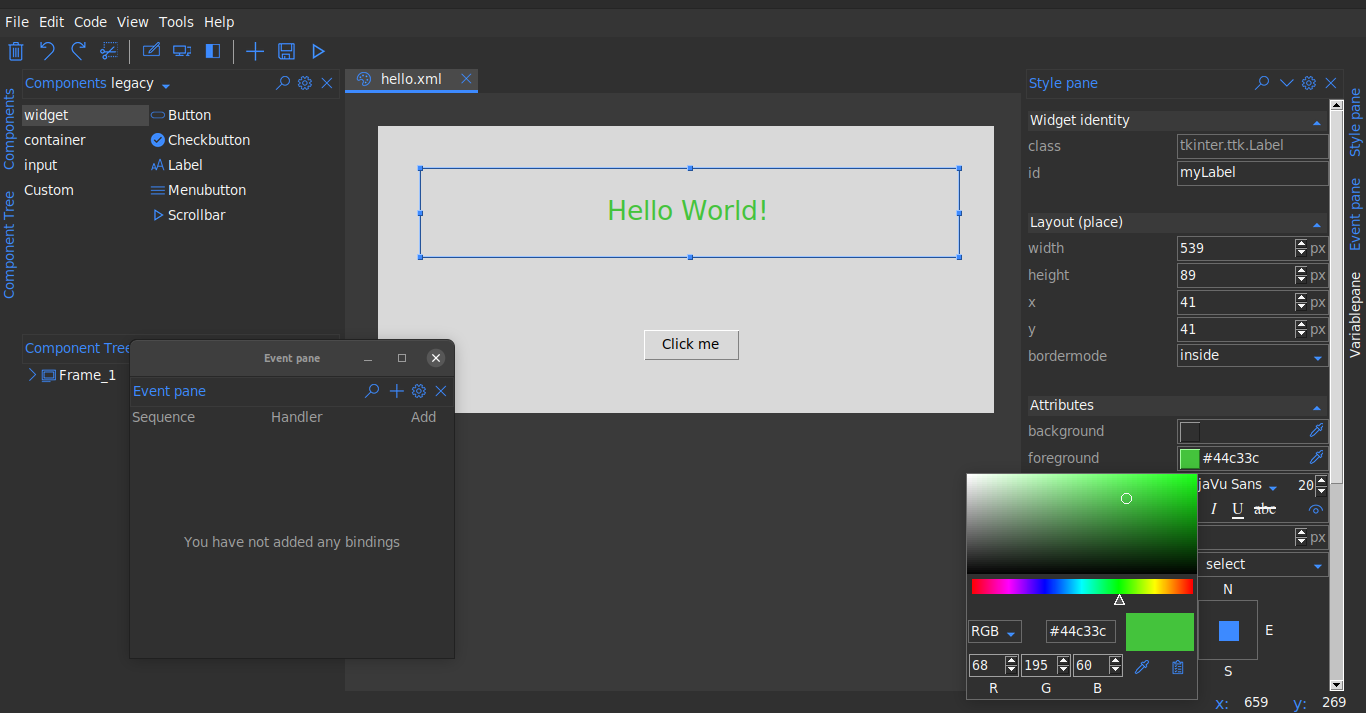 File Edit Code View Tools Help
Components legacy
hello.xml
Style pane
Components
Component Tree
widget
container
input
Custom
Button
Checkbutton
Label
Menubutton
Scrollbar
Hello World!
Click me
Component Tree
Frame_1
Event pane
Event pane
Sequence Handler Add
You have not added any bindings
Widget identity
class tkinter.ttk.Label
id myLabel
Layout (place)
width 539 px
height 89 px
x 41 px
y 41 px
bordermode inside
Attributes
background
foreground #44c33c
jaVu Sans 20
I U abc
px
select
N
E
S
RGB #44c33c
68 195 60
R G B
x: 659 y: 269
Style pane
Event pane
Variablepane